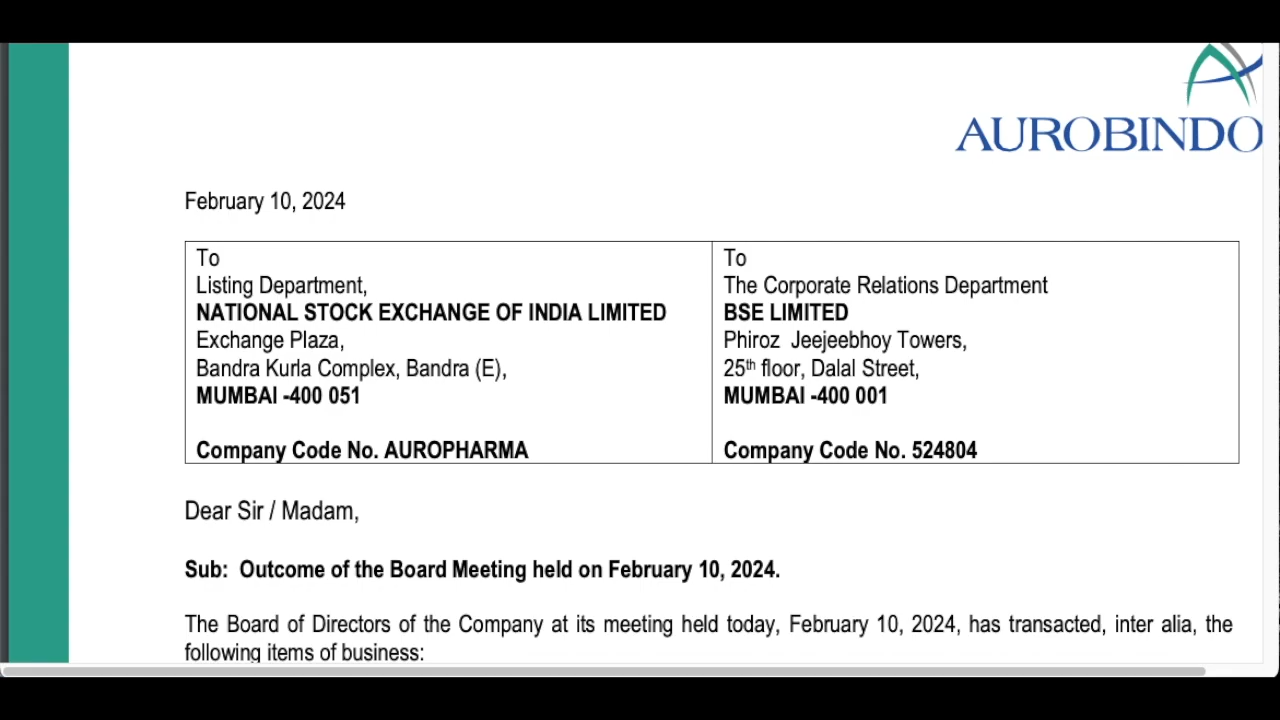 AUROBINDO
February 10, 2024
To
Listing Department,
NATIONAL STOCK EXCHANGE OF INDIA LIMITED
Exchange Plaza,
Bandra Kurla Complex, Bandra (E),
MUMBAI -400 051
Company Code No. AUROPHARMA
To
The Corporate Relations Department
BSE LIMITED
Phiroz Jeejeebhoy Towers,
25th floor, Dalal Street,
MUMBAI -400 001
Company Code No. 524804
Dear Sir / Madam,
Sub: Outcome of the Board Meeting held on February 10, 2024.
The Board of Directors of the Company at its meeting held today, February 10, 2024, has transacted, inter alia, the
following items of business: